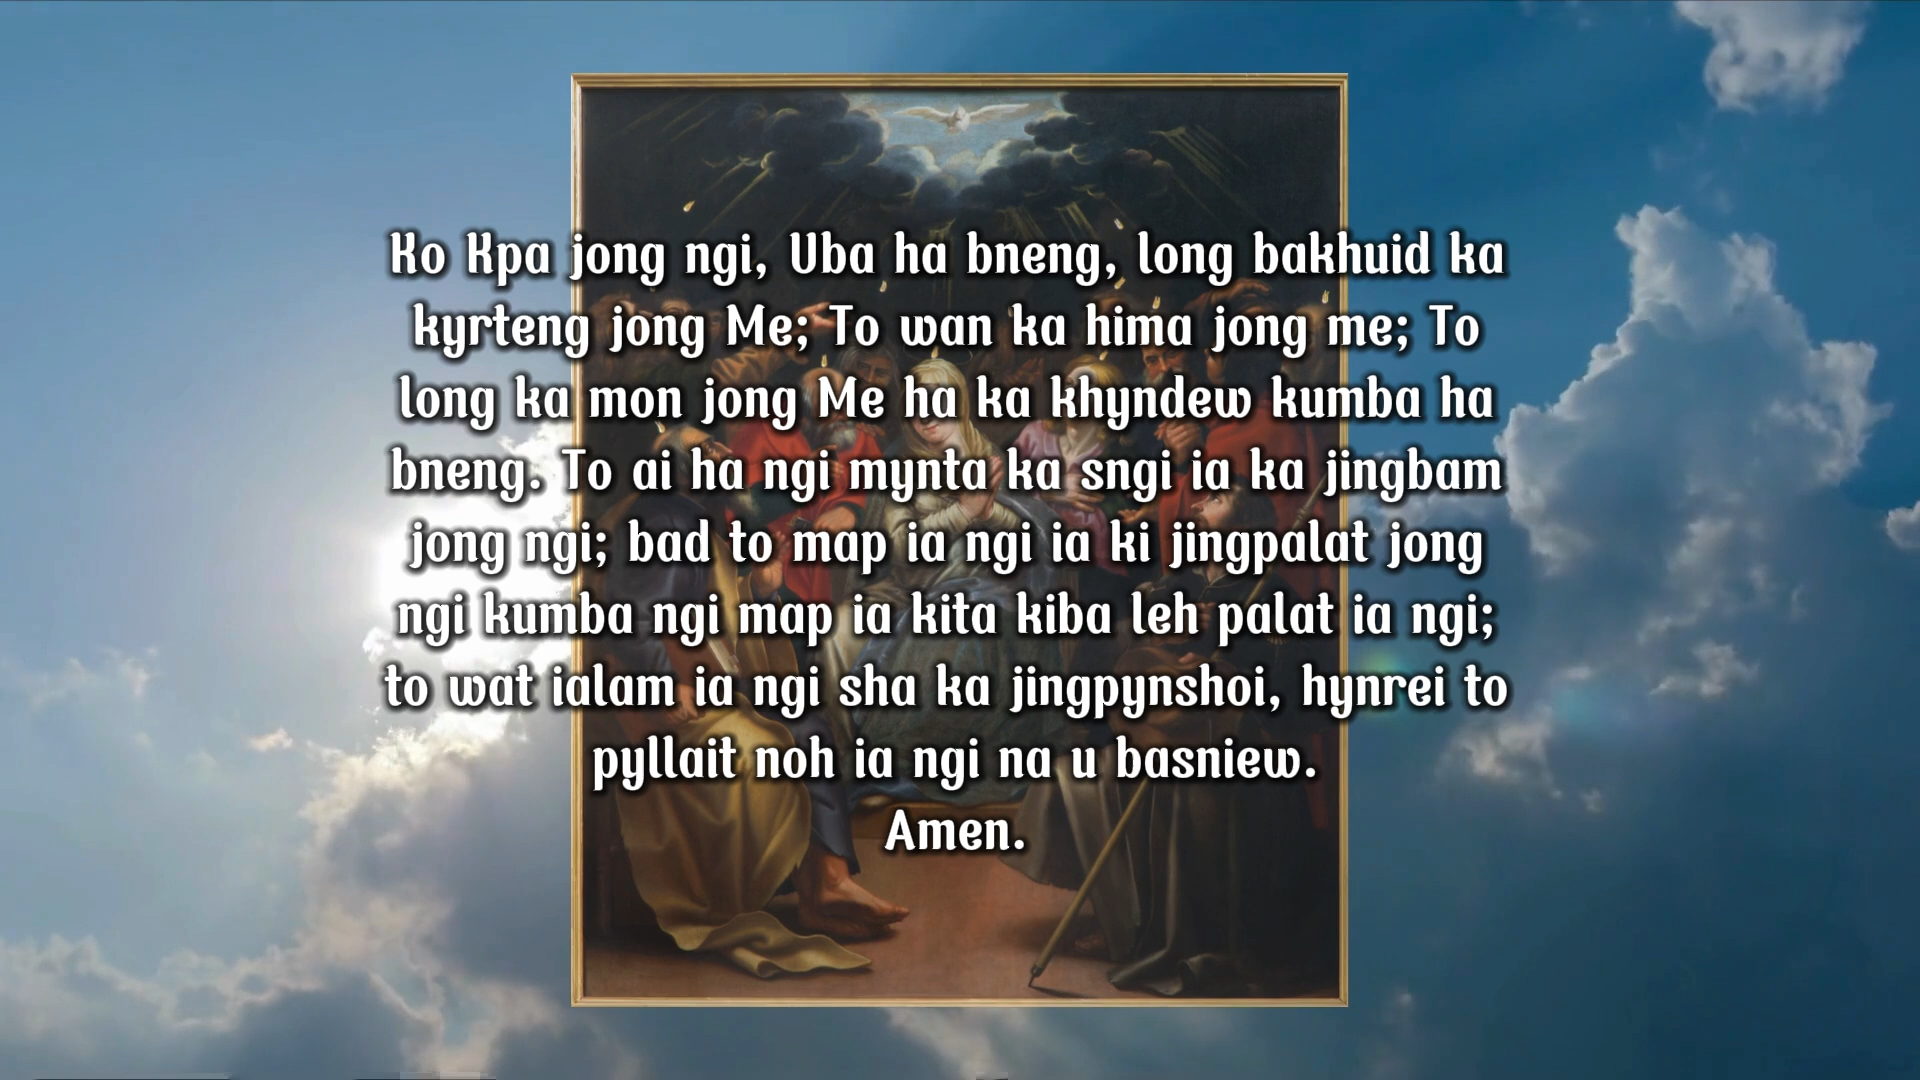 Ko Kpa jong ngi, Uba ha bneng, long bakhuid ka
kyrteng jong Me; To wan ka hima jong me; To
long ka mon jong Me ha ka khyndew kumba ha
bneng. To ai ha ngi mynta ka sngi ia ka jingbam
jong ngi; bad to map ia ngi ia ki jingpalat jong
ngi kumba ngi map ia kita kiba leh palat ia ngi;
to wat ialam ia ngi sha ka jingpynshoi, hynrei to
pyllait noh ia ngi na u basniew.
Amen.